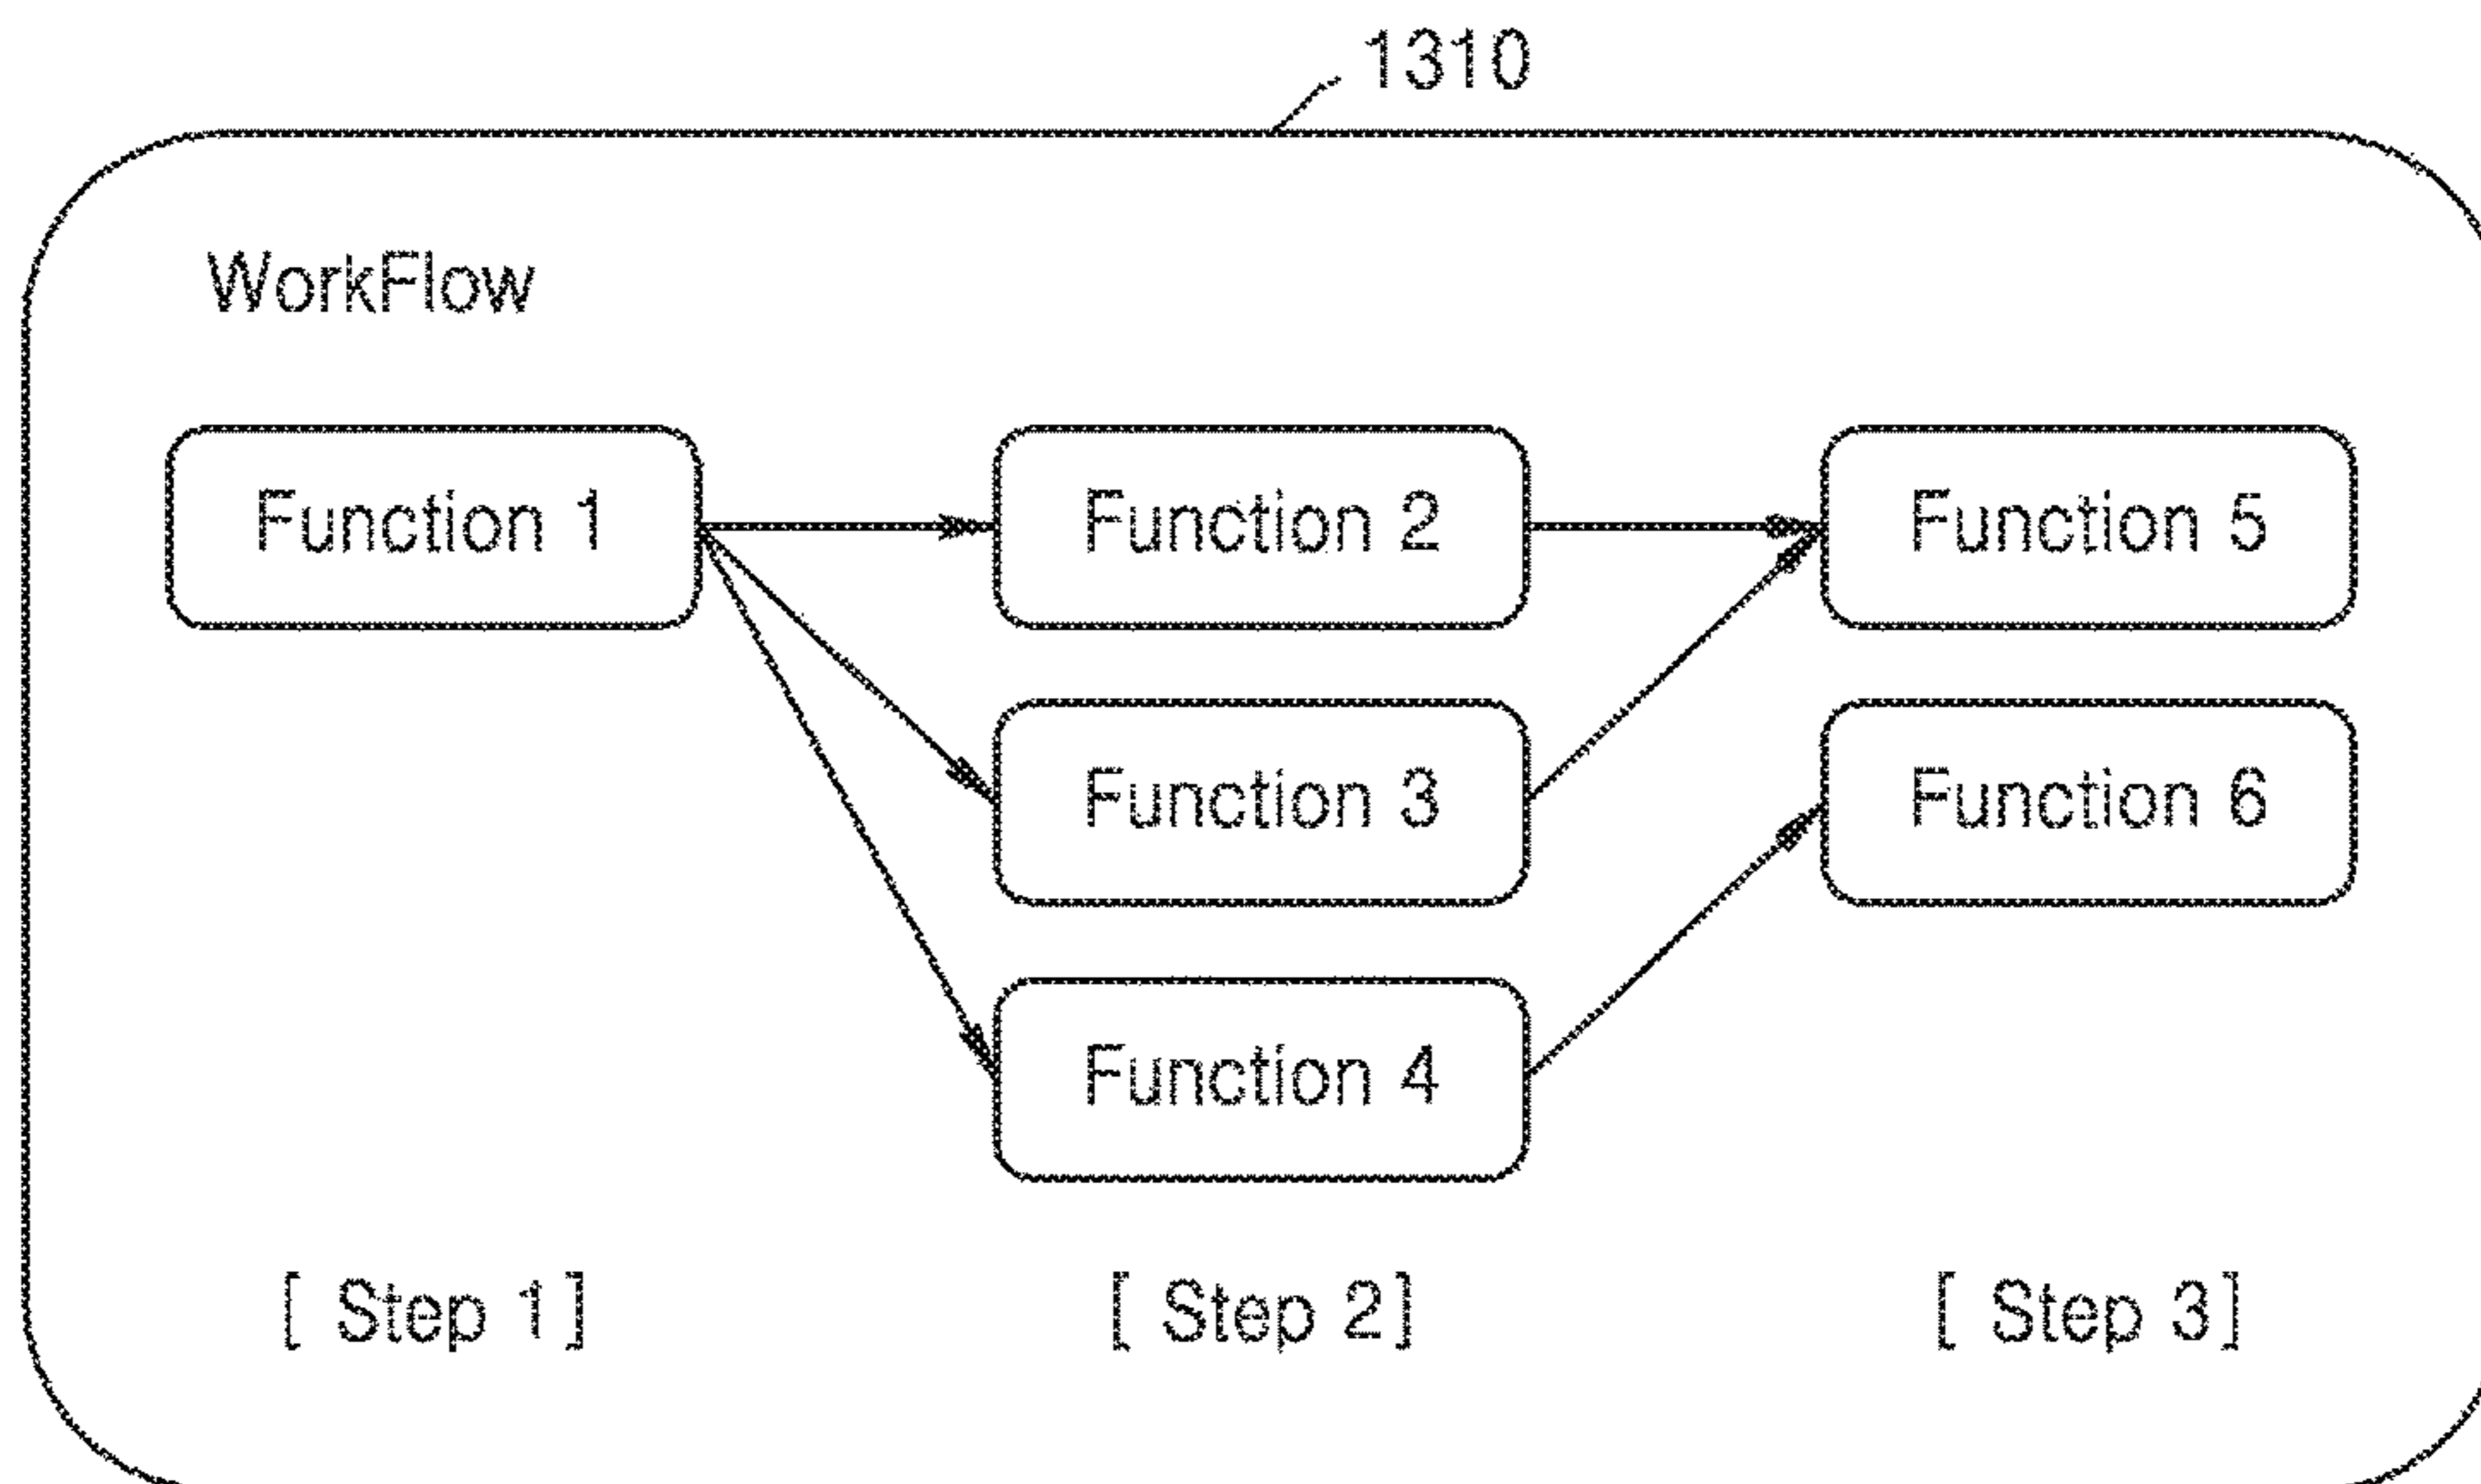 1310
WorkFlow
Function 1
Function 2
Function 5
Function 3
Function 6
Function 4
[ Step 1 ]
[ Step 2 ]
[ Step 3 ]